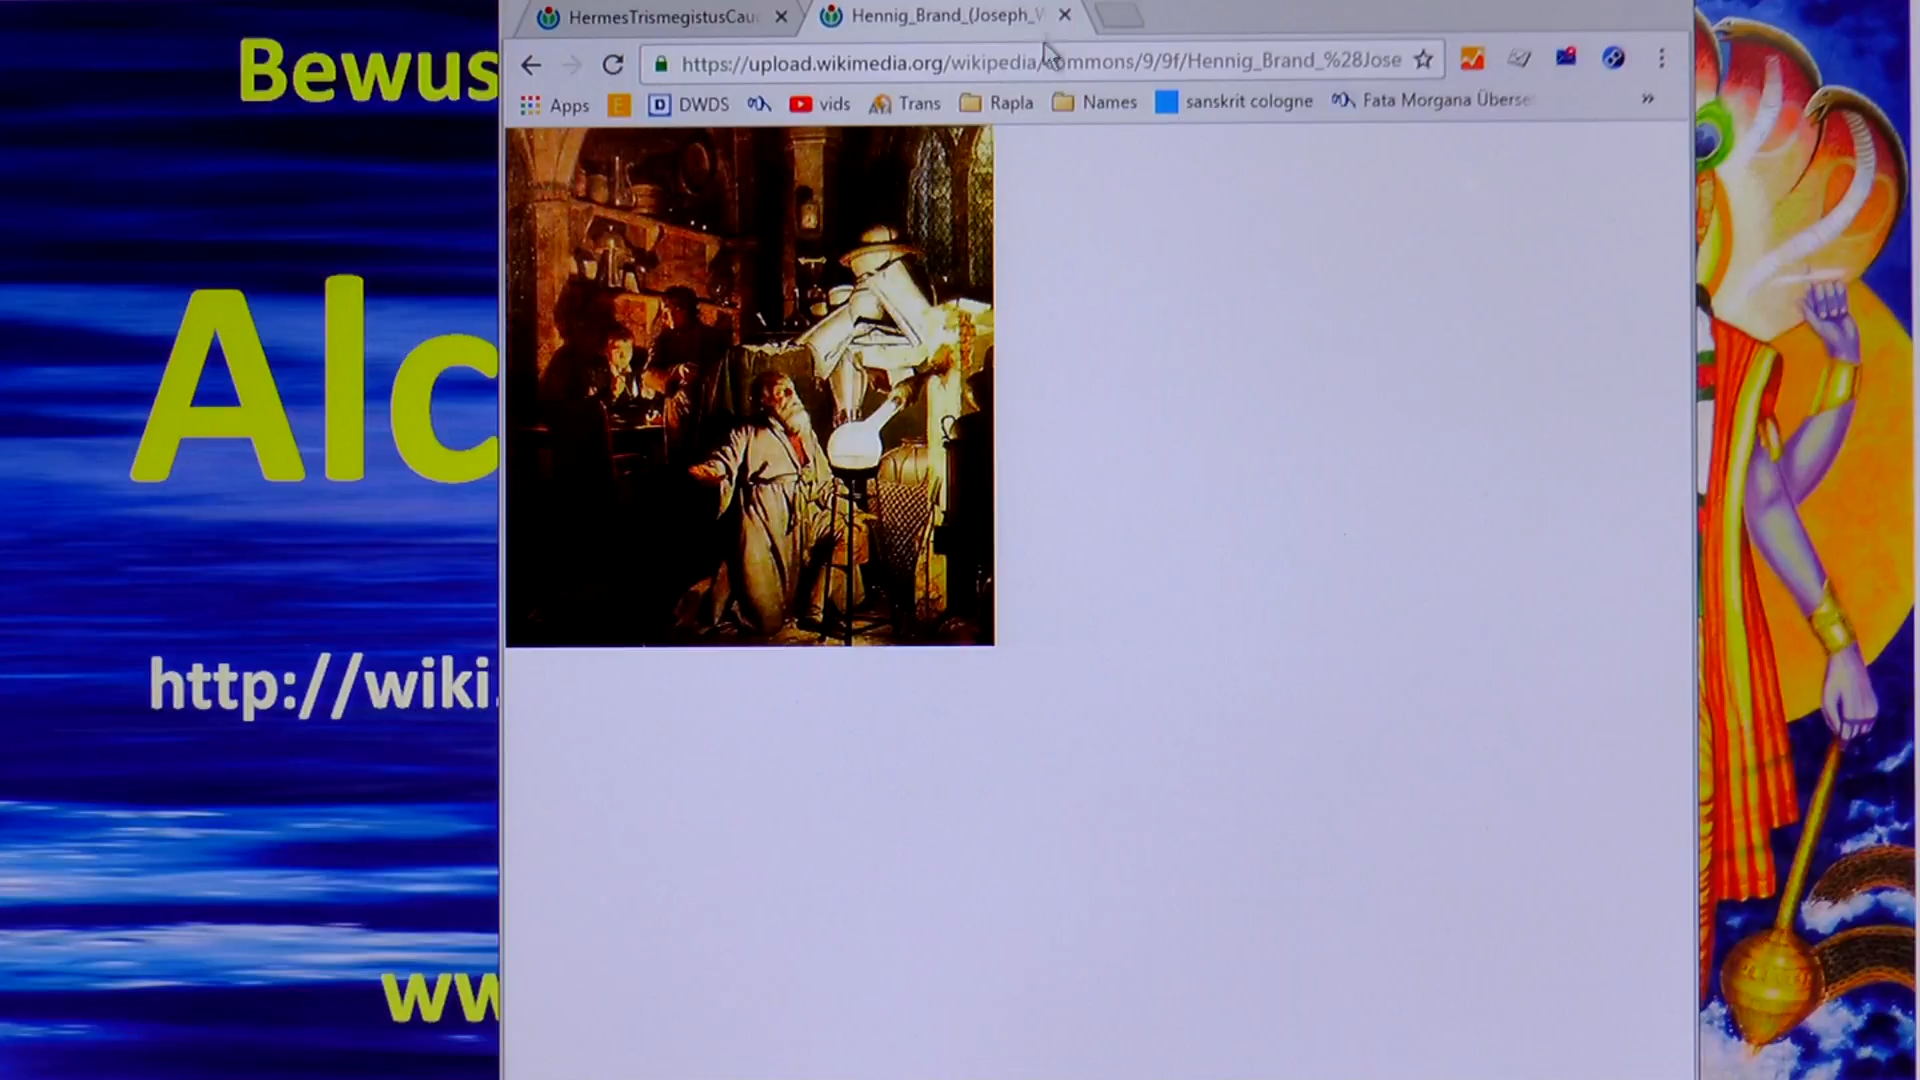 HermesTrismegistusCau
Hennig_Brand_(Joseph_
https://upload.wikimedia.org/wikipedia/commons/9/9f/Hennig_Brand_%28Jose
Apps
DWDS
vids
Trans
Rapla
Names
sanskrit cologne
Fata Morgana Überse
Bewus
Alc
http://wiki.
ww